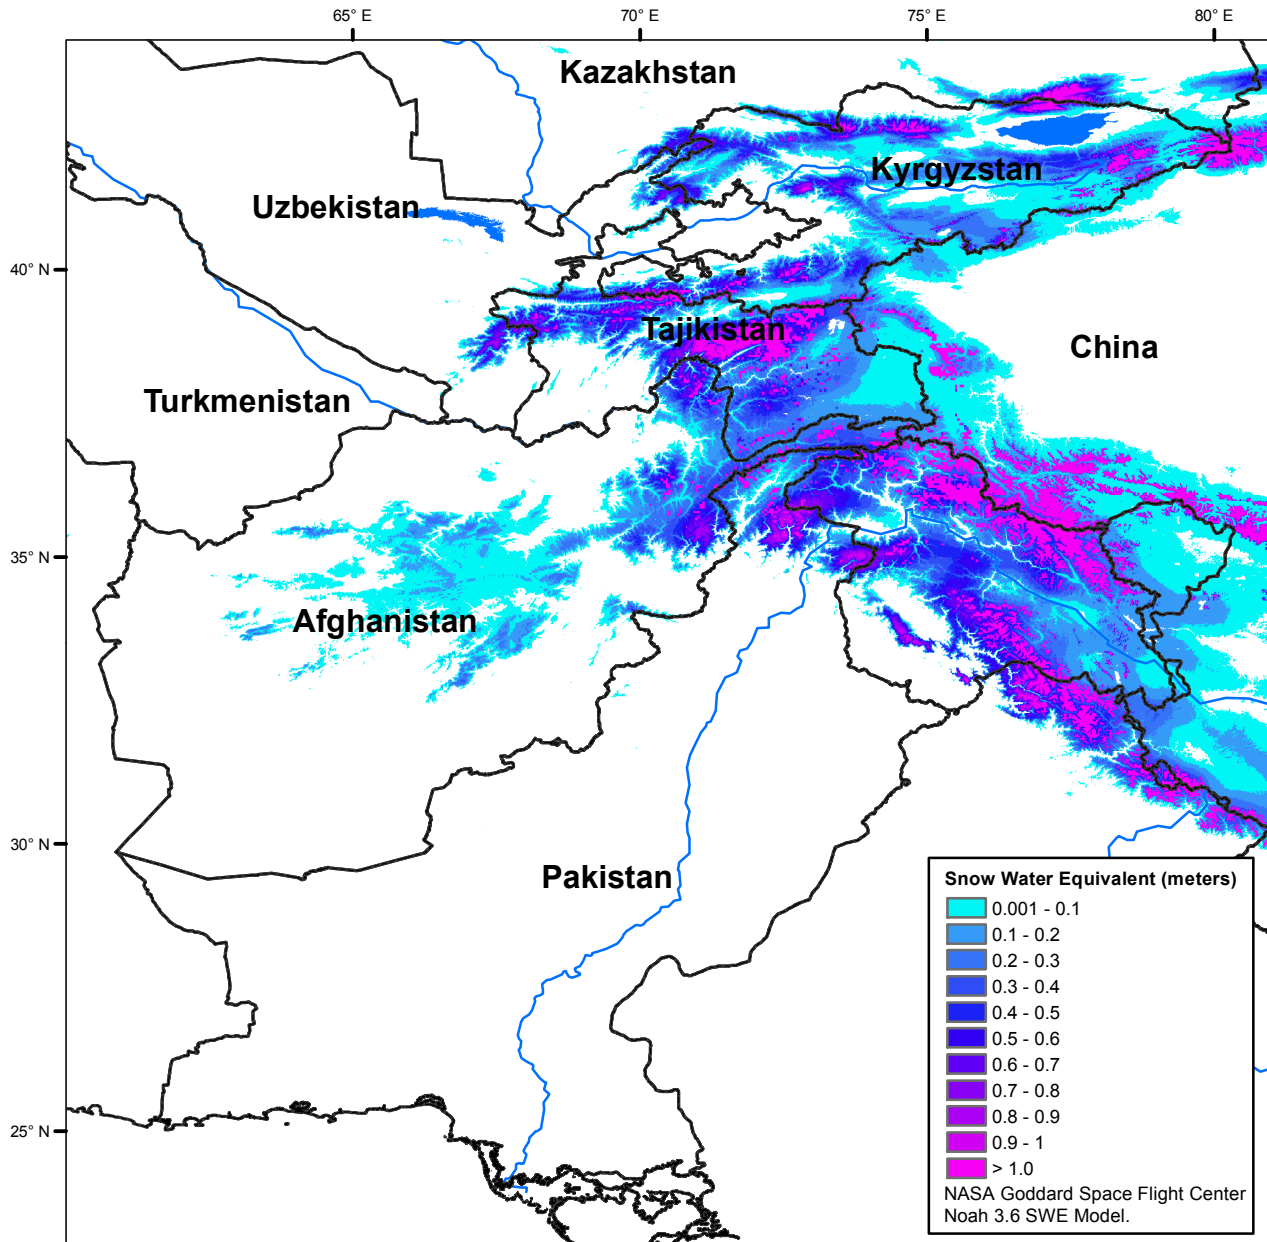 65° E
70° E
75° E
80° E
Kazakhstan
Kyrgyzstan
Uzbekistan
40° N
Tajikistan
China
Turkmenistan
35° N
Afghanistan
30° N
Pakistan
25° N
Snow Water Equivalent (meters)
0.001 - 0.1
0.1 - 0.2
0.2 - 0.3
0.3 - 0.4
0.4 - 0.5
0.5 - 0.6
0.6 - 0.7
0.7 - 0.8
0.8 - 0.9
0.9 - 1
> 1.0
NASA Goddard Space Flight Center
Noah 3.6 SWE Model.